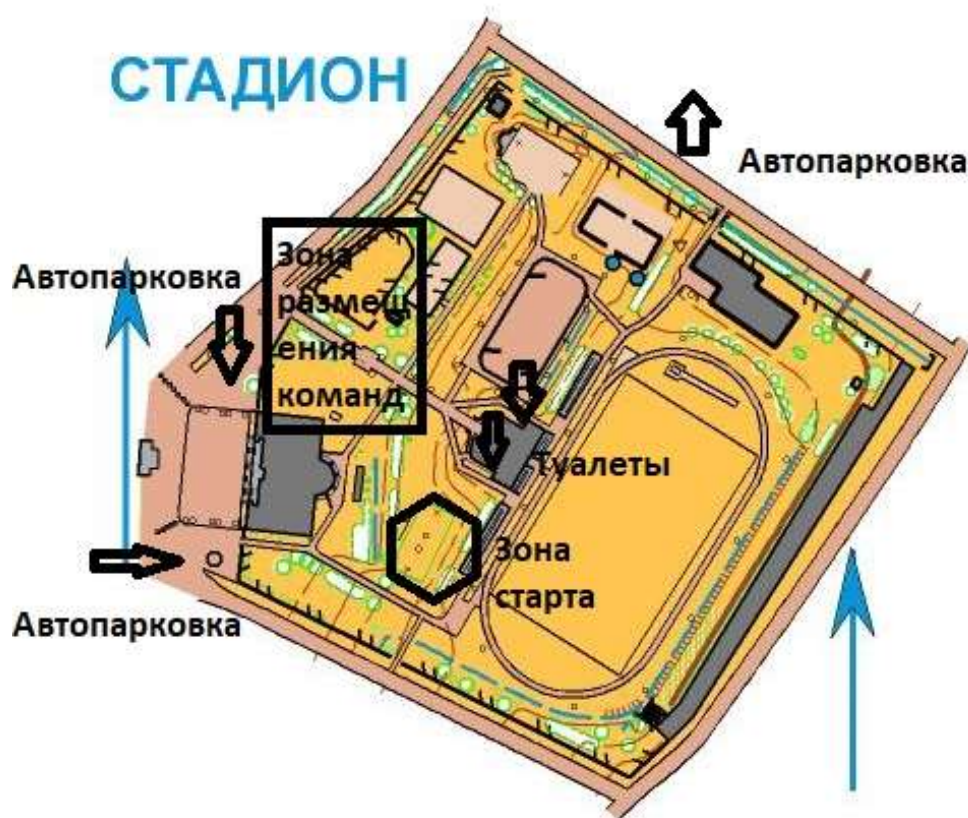 СТАДИОН
Автопарковка
Автопарковка
Зона
размещ
ения
команд
Туалеты
Зона
старта
Автопарковка